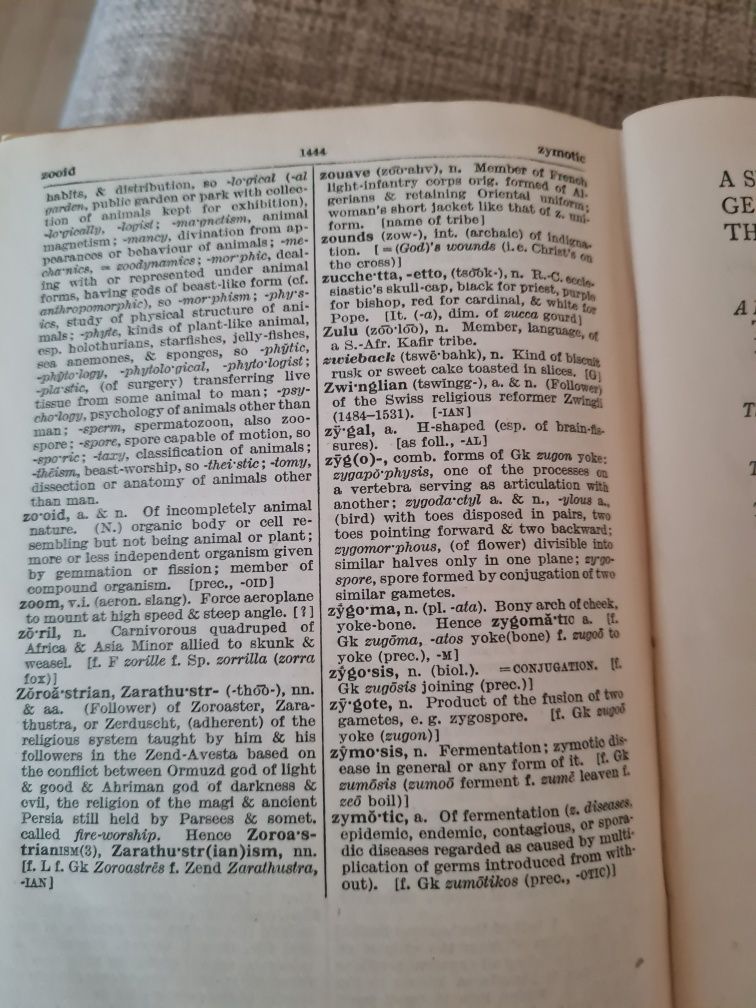 zooid
1444
zymotic
habits, & distribution, so -lo·gical (-al
garden, public garden or park with collec-
tion of animals kept for exhibition),
-lo·gically, -logist; -ma·gnetism, animal
magnetism; -mancy, divination from ap-
pearances or behaviour of animals; -me-
cha·nics, = zoodynamics; -mor·phic, deal-
ing with or represented under animal
forms, having gods of beast-like form (cf.
anthropomorphic), so -mor·phism; -phy·s-
ics, study of physical structure of ani-
mals; -phyte, kinds of plant-like animal,
esp. holothurians, starfishes, jelly-fishes,
sea anemones, & sponges, so -phȳtic,
-phȳto·logy, -phytolo·gical, -phyto·logist;
-pla·stic, (of surgery) transferring live
tissue from some animal to man; -psy-
cho·logy, psychology of animals other than
man; -sperm, spermatozoon, also zoo-
spore; -spore, spore capable of motion, so
-spo·ric; -taxy, classification of animals;
-thēism, beast-worship, so -thei·stic; -tomy,
dissection or anatomy of animals other
than man.
zo·oid, a. & n. Of incompletely animal
nature. (N.) organic body or cell re-
sembling but not being animal or plant;
more or less independent organism given
by gemmation or fission; member of
compound organism. [prec., -OID]
zoom, v.i. (aeron. slang). Force aeroplane
to mount at high speed & steep angle. [?]
zŏ·ril, n. Carnivorous quadruped of
Africa & Asia Minor allied to skunk &
weasel. [f. F zorille f. Sp. zorrilla (zorra
fox)]
Zŏroă·strian, Zarathu·str- (-thōō-), nn.
& aa. (Follower) of Zoroaster, Zara-
thustra, or Zerduscht, (adherent) of the
religious system taught by him & his
followers in the Zend-Avesta based on
the conflict between Ormuzd god of light
& good & Ahriman god of darkness &
evil, the religion of the magi & ancient
Persia still held by Parsees & somet.
called fire-worship. Hence Zoroa·s-
trianISM(3), Zarathu·str(ian)ism, nn.
[f. L f. Gk Zoroastrēs f. Zend Zarathustra,
-IAN]
zouave (zōō·ahv), n. Member of French
light-infantry corps orig. formed of Al-
gerians & retaining Oriental uniform;
woman's short jacket like that of z. uni-
form. [name of tribe]
zounds (zow-), int. (archaic) of indigna-
tion. [=(God)'s wounds (i.e. Christ's on
the cross)]
zucche·tta, -etto, (tsōōk-), n. R.-C. eccle-
siastic's skull-cap, black for priest, purple
for bishop, red for cardinal, & white for
Pope. [It. (-a), dim. of zucca gourd]
Zulu (zōō·lōō), n. Member, language, of
a S.-Afr. Kafir tribe.
zwieback (tswē·bahk), n. Kind of biscuit
rusk or sweet cake toasted in slices. [G]
Zwi·nglian (tswingg-), a. & n. (Follower)
of the Swiss religious reformer Zwingli
(1484–1531). [-IAN]
zȳ·gal, a. H-shaped (esp. of brain-fis-
sures). [as foll., -AL]
zȳg(o)-, comb. forms of Gk zugon yoke:
zygapŏ·physis, one of the processes on
a vertebra serving as articulation with
another; zygoda·ctyl a. & n., -ylous a.,
(bird) with toes disposed in pairs, two
toes pointing forward & two backward;
zygomor·phous, (of flower) divisible into
similar halves only in one plane; zy·go-
spore, spore formed by conjugation of two
similar gametes.
zȳgo·ma, n. (pl. -ata). Bony arch of cheek,
yoke-bone. Hence zygomă·tIC a. [f.
Gk zugōma, -atos yoke(bone) f. zugoō to
yoke (prec.), -M]
zȳgo·sis, n. (biol.). =CONJUGATION. [f.
Gk zugōsis joining (prec.)]
zȳ·gote, n. Product of the fusion of two
gametes, e. g. zygospore. [f. Gk zugoō
yoke (zugon)]
zȳmo·sis, n. Fermentation; zymotic dis-
ease in general or any form of it. [f. Gk
zumōsis (zumoō ferment f. zumē leaven f.
zeō boil)]
zymŏ·tic, a. Of fermentation (z. diseases,
epidemic, endemic, contagious, or spora-
dic diseases regarded as caused by multi-
plication of germs introduced from with-
out). [f. Gk zumōtikos (prec., -OTIC)]
A
GE
TH
A